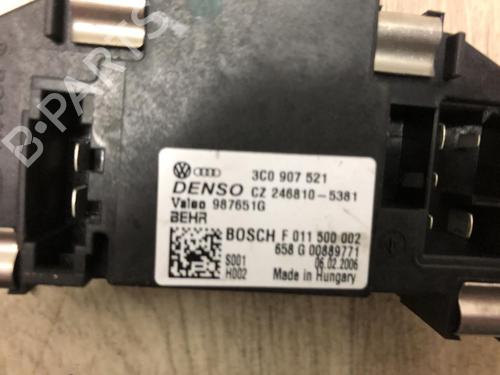 B-PARTS
3C0 907 521
DENSO CZ 246810-5381
Valeo 987651G
BEHR
BOSCH F 011 500 002
658 G 00889771
S001 06.02.2006
H002 Made in Hungary